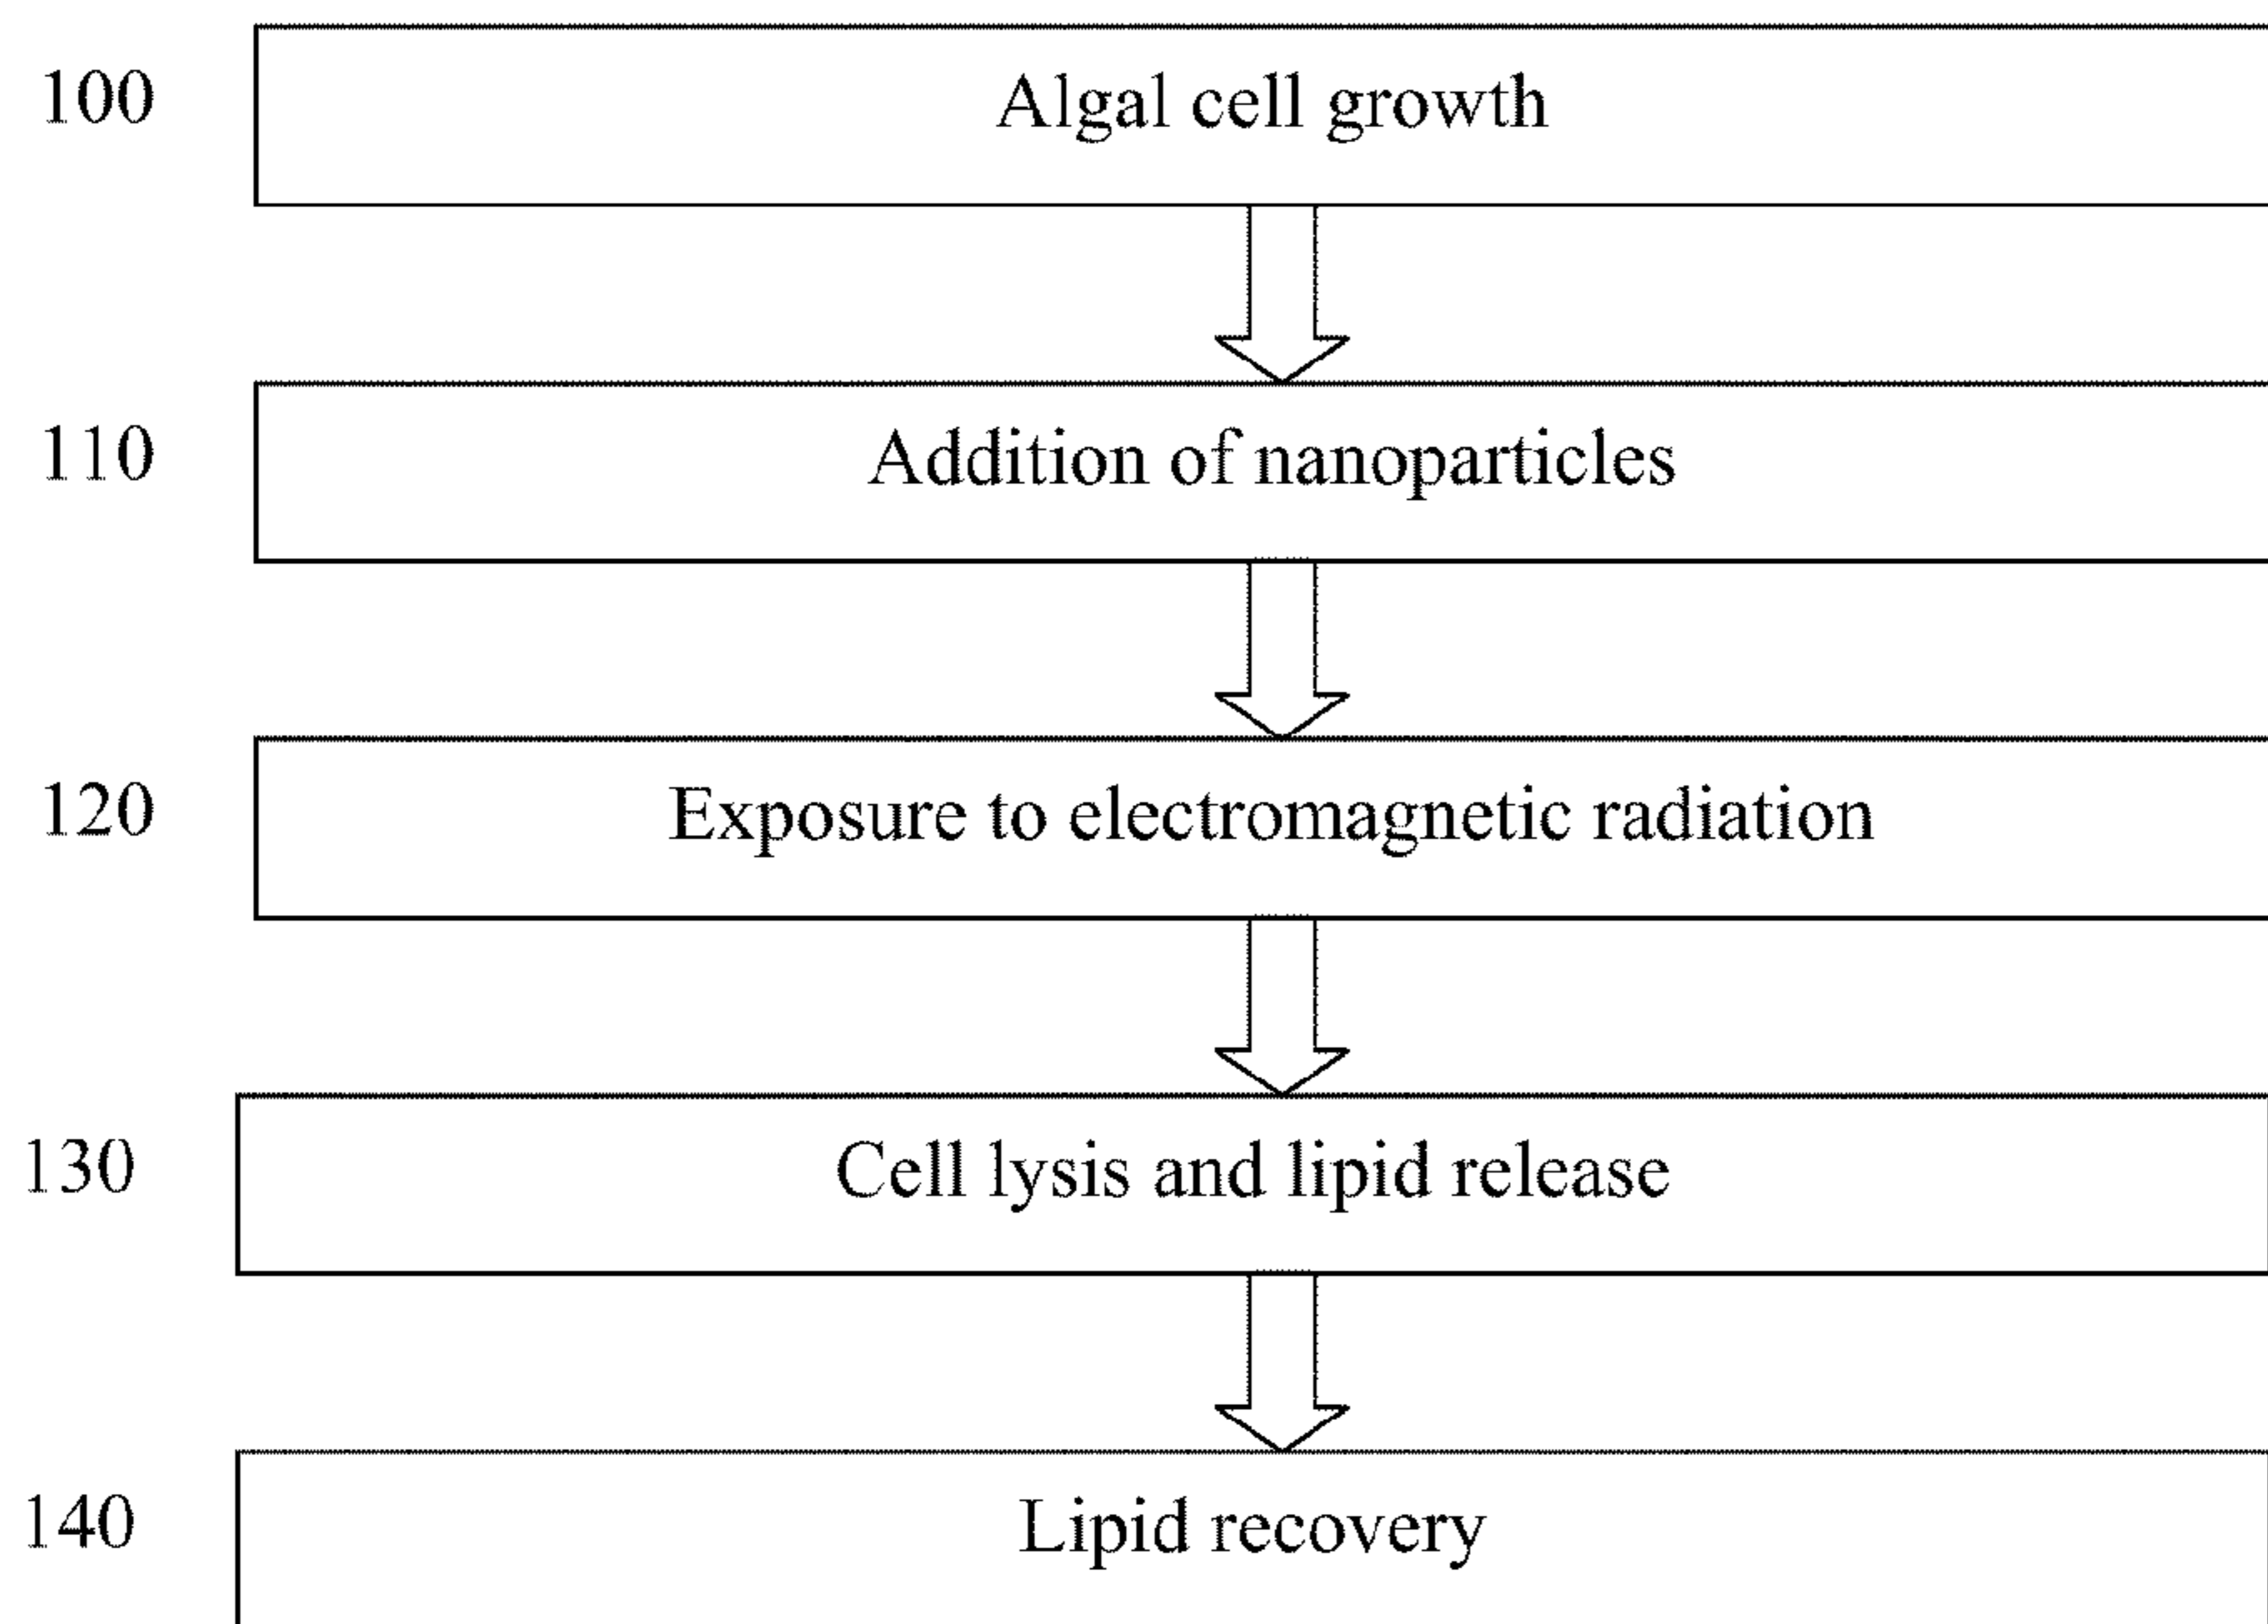 100 Algal cell growth
110 Addition of nanoparticles
120 Exposure to electromagnetic radiation
130 Cell lysis and lipid release
140 Lipid recovery